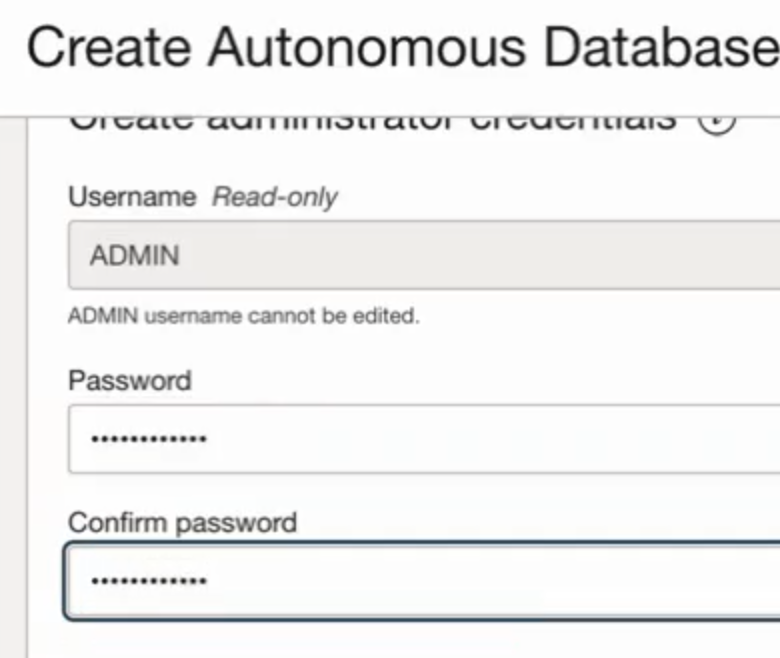 Create Autonomous Database
Create administrator credentials
Username Read-only
ADMIN
ADMIN username cannot be edited.
Password
•••••••••••••
Confirm password
•••••••••••••